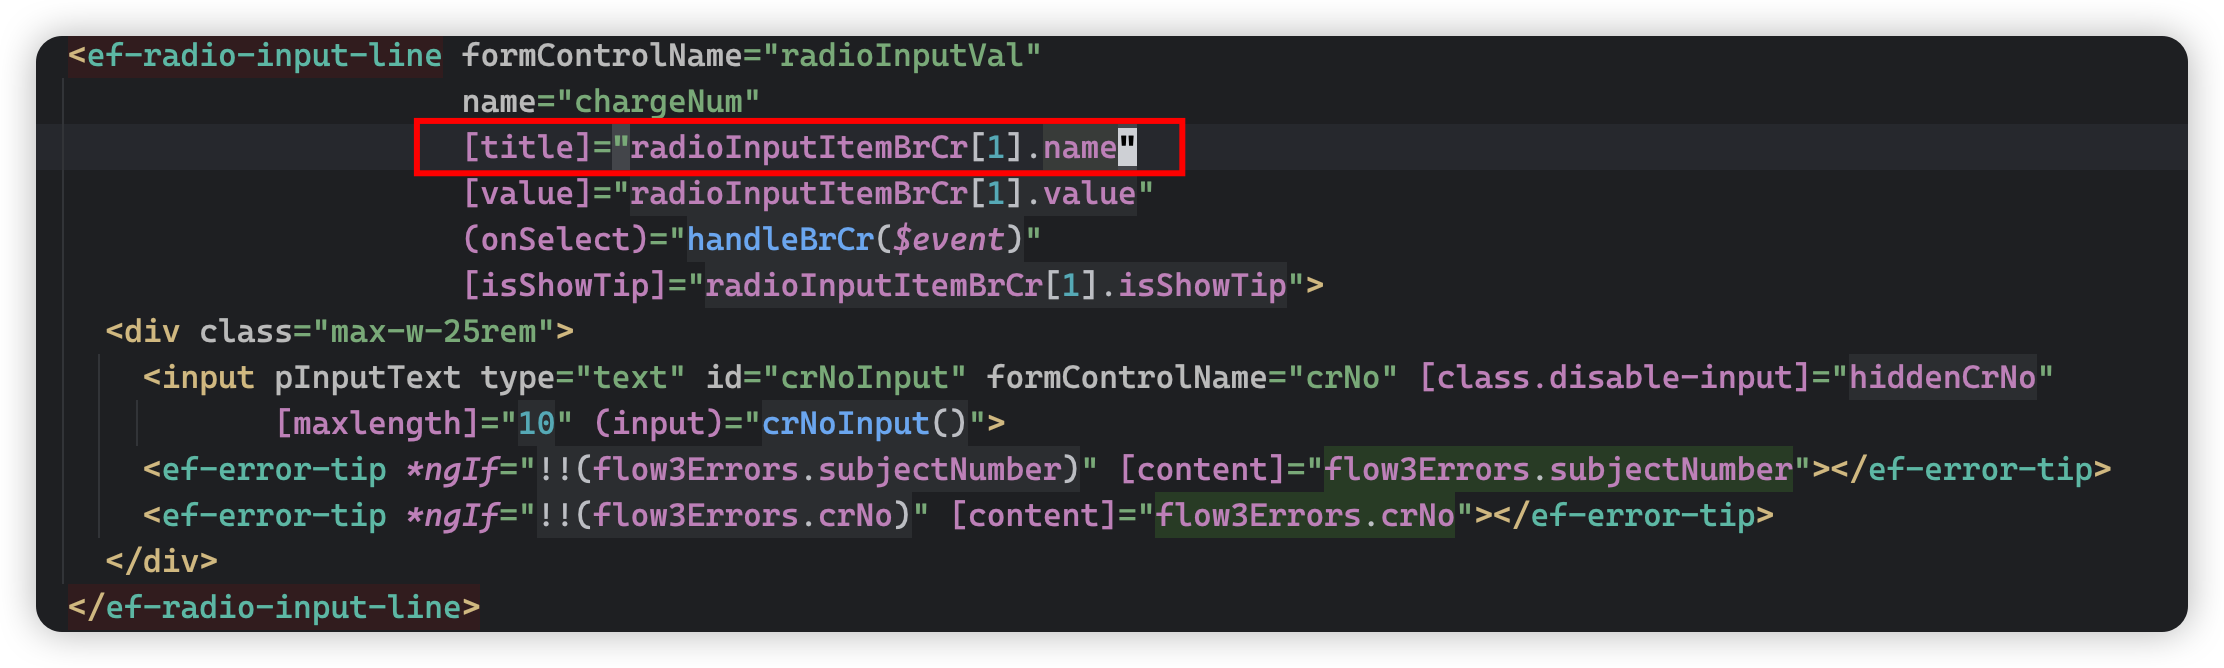 <ef-radio-input-line formControlName="radioInputVal"
name="chargeNum"
[title]="radioInputItemBrCr[1].name"
[value]="radioInputItemBrCr[1].value"
(onSelect)="handleBrCr($event)"
[isShowTip]="radioInputItemBrCr[1].isShowTip">
<div class="max-w-25rem">
<input pInputText type="text" id="crNoInput" formControlName="crNo" [class.disable-input]="hiddenCrNo"
[maxlength]="10" (input)="crNoInput()">
<ef-error-tip *ngIf="!!(flow3Errors.subjectNumber)" [content]="flow3Errors.subjectNumber"></ef-error-tip>
<ef-error-tip *ngIf="!!(flow3Errors.crNo)" [content]="flow3Errors.crNo"></ef-error-tip>
</div>
</ef-radio-input-line>